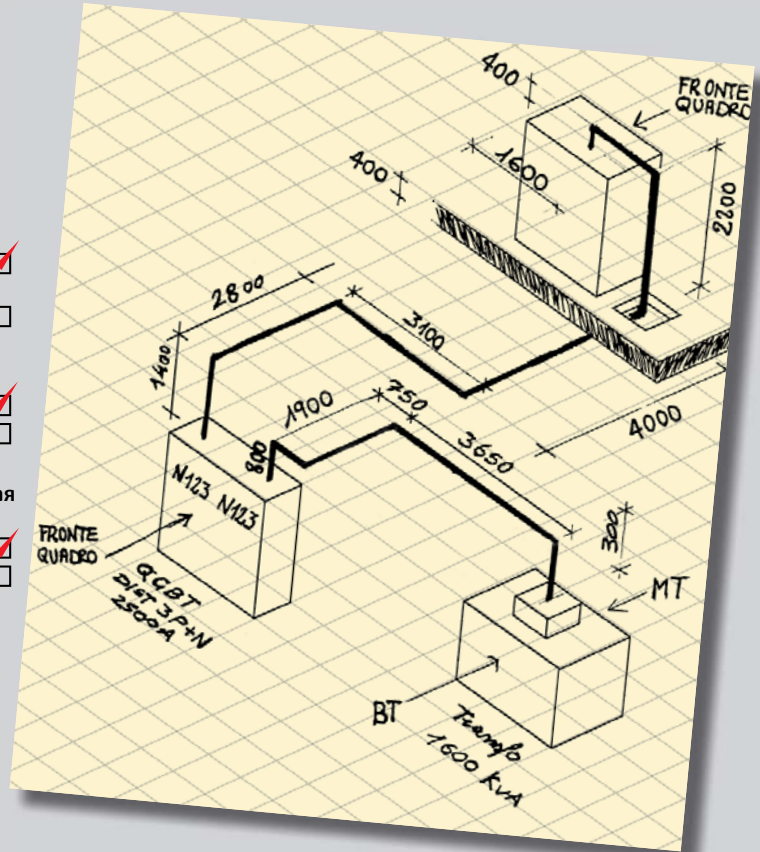 400
FRONTE
QUADRO
400
1600
2200
2800
3100
1400
1900
750
800
3650
4000
N123 N123
300
FRONTE
QUADRO
QGBT
DIST 3P+N
2500A
MT
BT
Trasfo
1600 KVA
ия